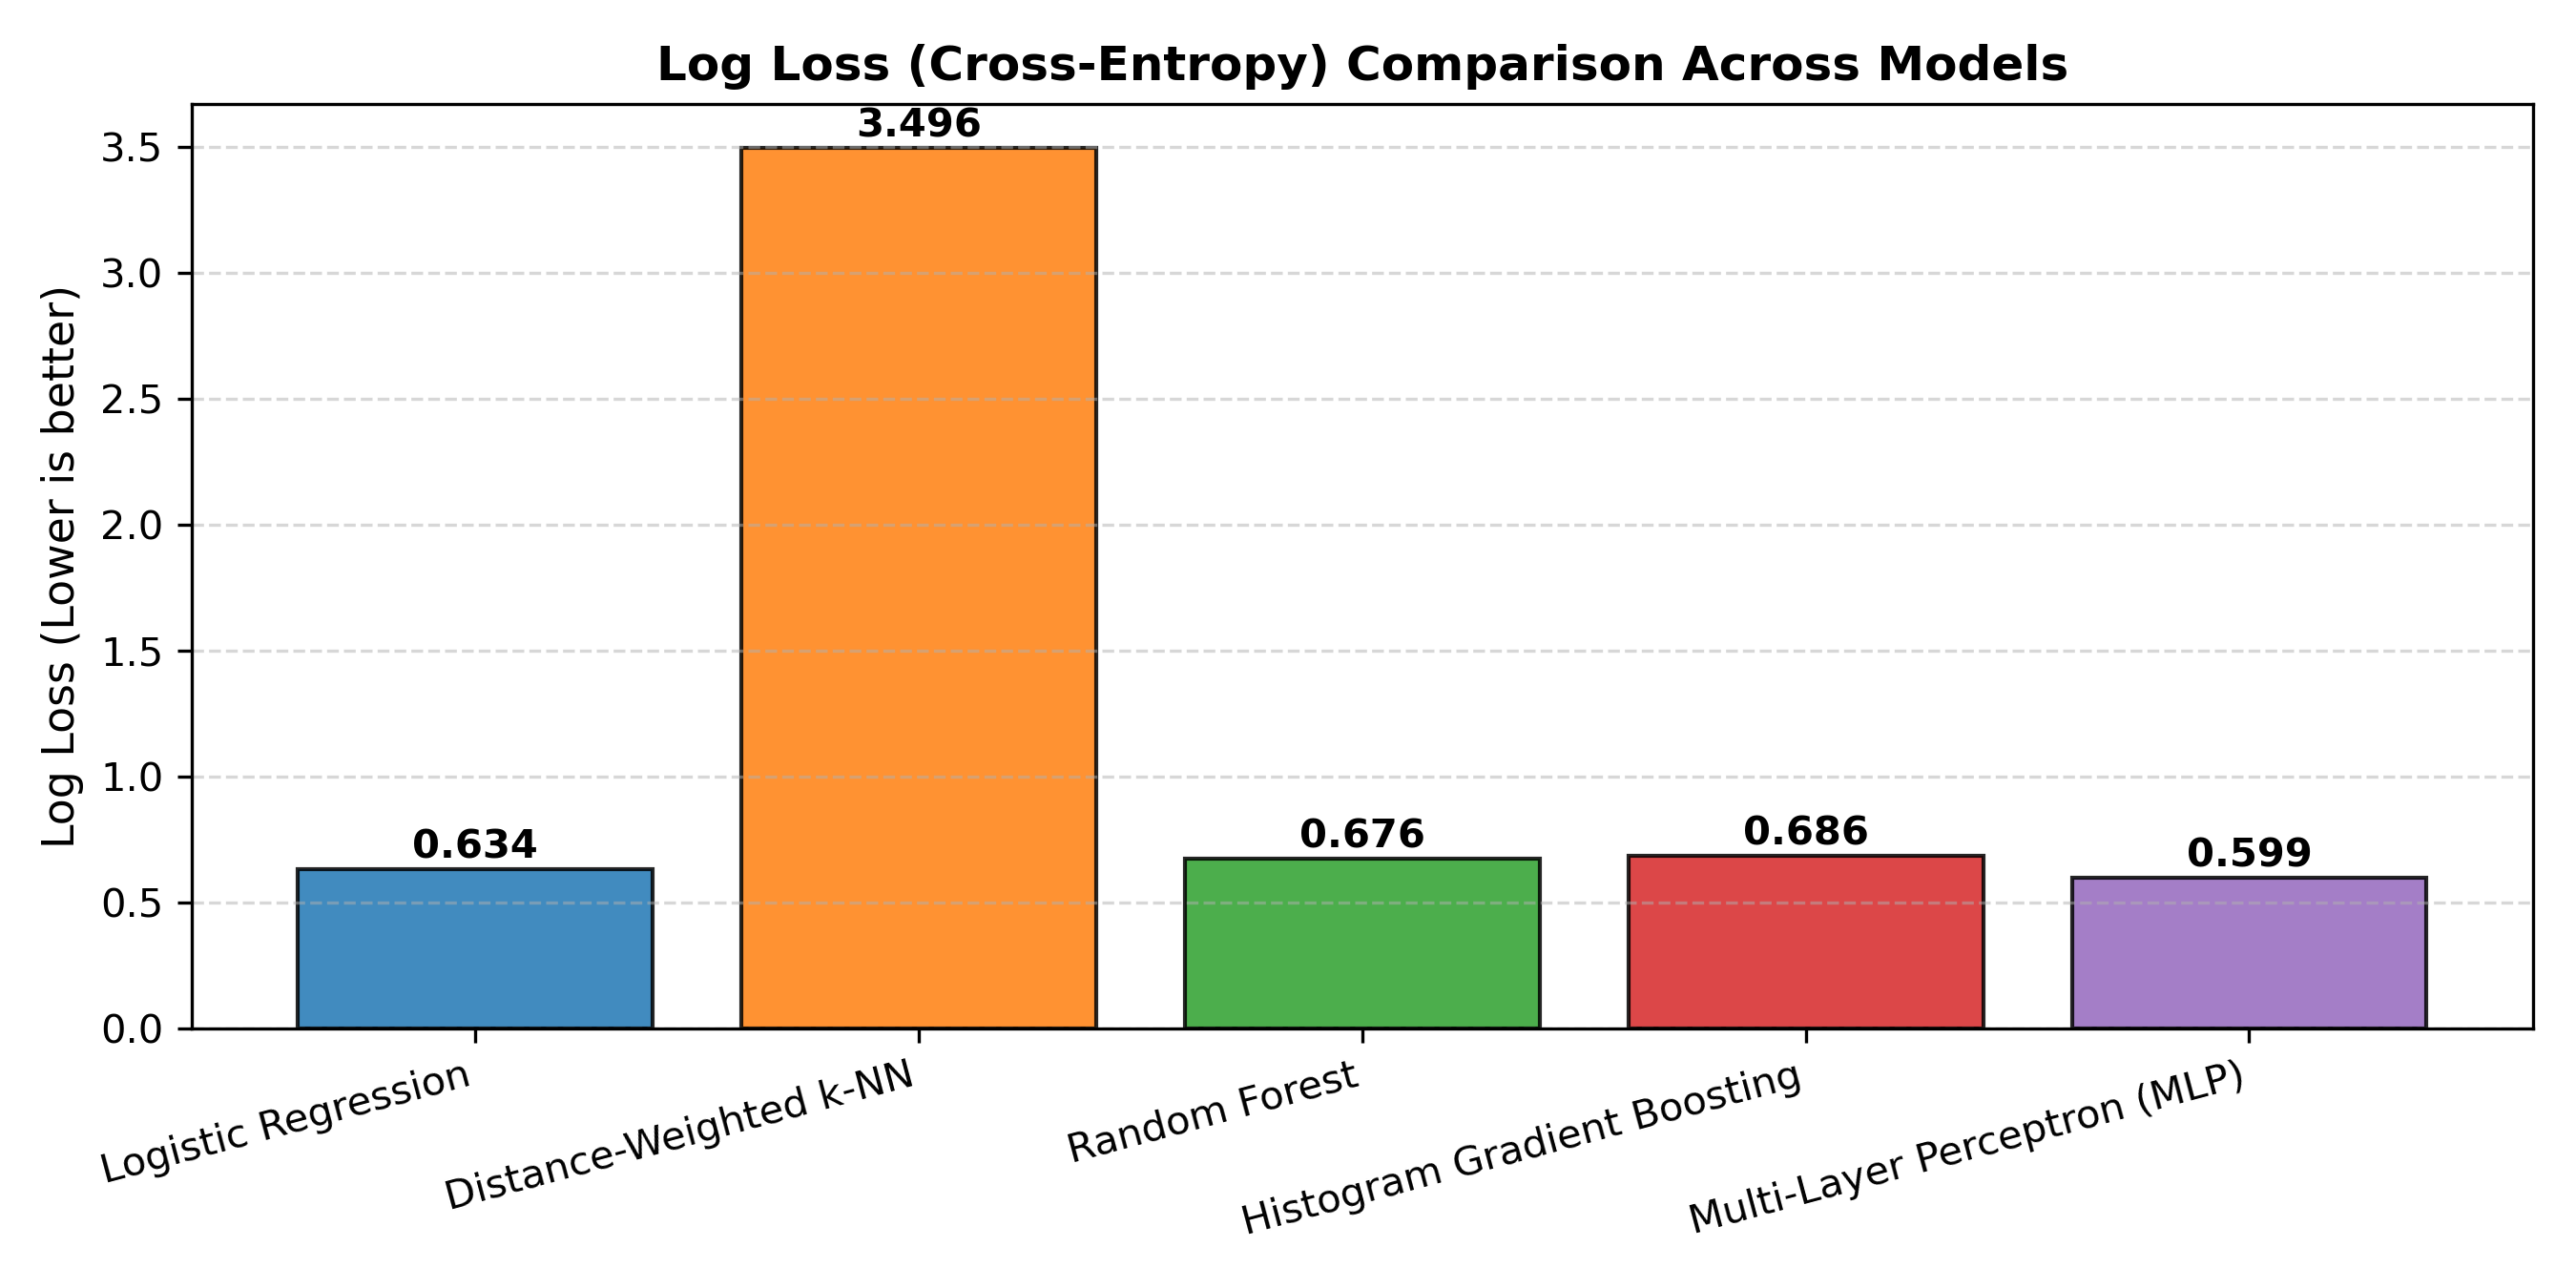 Log Loss (Cross-Entropy) Comparison Across Models
Log Loss (Lower is better)
3.5
3.0
2.5
2.0
1.5
1.0
0.5
0.0
0.634
3.496
0.676
0.686
0.599
Logistic Regression
Distance-Weighted k-NN
Random Forest
Histogram Gradient Boosting
Multi-Layer Perceptron (MLP)